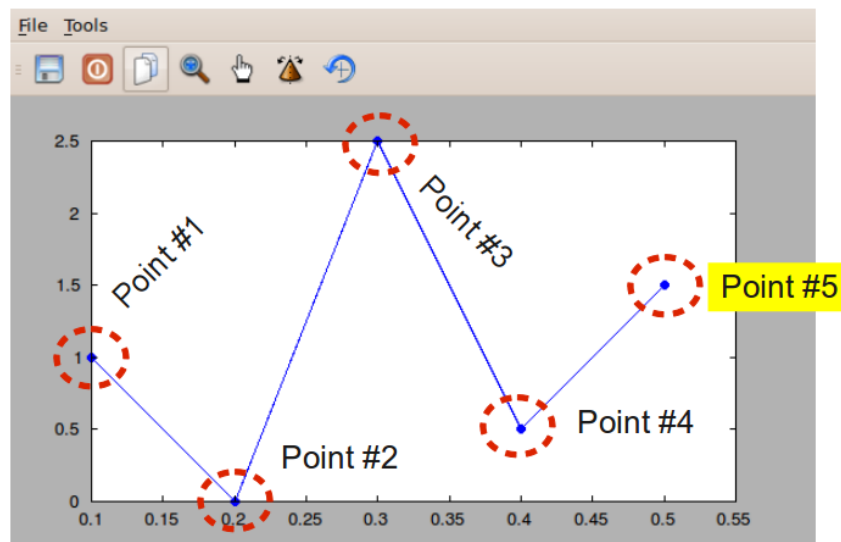 File Tools
2.5
2
1.5
1
0.5
0
0.1 0.15 0.2 0.25 0.3 0.35 0.4 0.45 0.5 0.55
Point #1
Point #2
Point #3
Point #4
Point #5